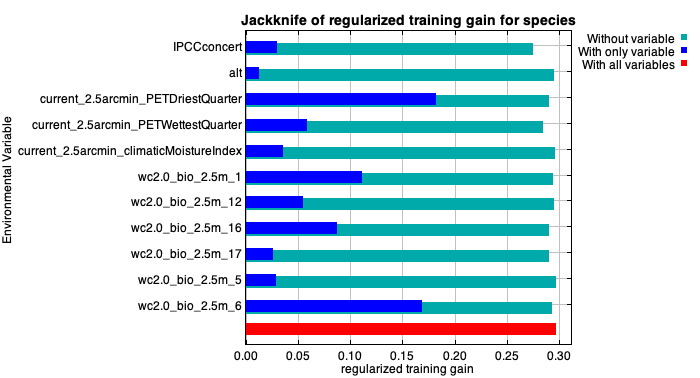 Jackknife of regularized training gain for species
Without variable
With only variable
With all variables
Environmental Variable
IPCCconcert
alt
current_2.5arcmin_PETDriestQuarter
current_2.5arcmin_PETWettestQuarter
current_2.5arcmin_climaticMoistureIndex
wc2.0_bio_2.5m_1
wc2.0_bio_2.5m_12
wc2.0_bio_2.5m_16
wc2.0_bio_2.5m_17
wc2.0_bio_2.5m_5
wc2.0_bio_2.5m_6
0.00 0.05 0.10 0.15 0.20 0.25 0.30
regularized training gain